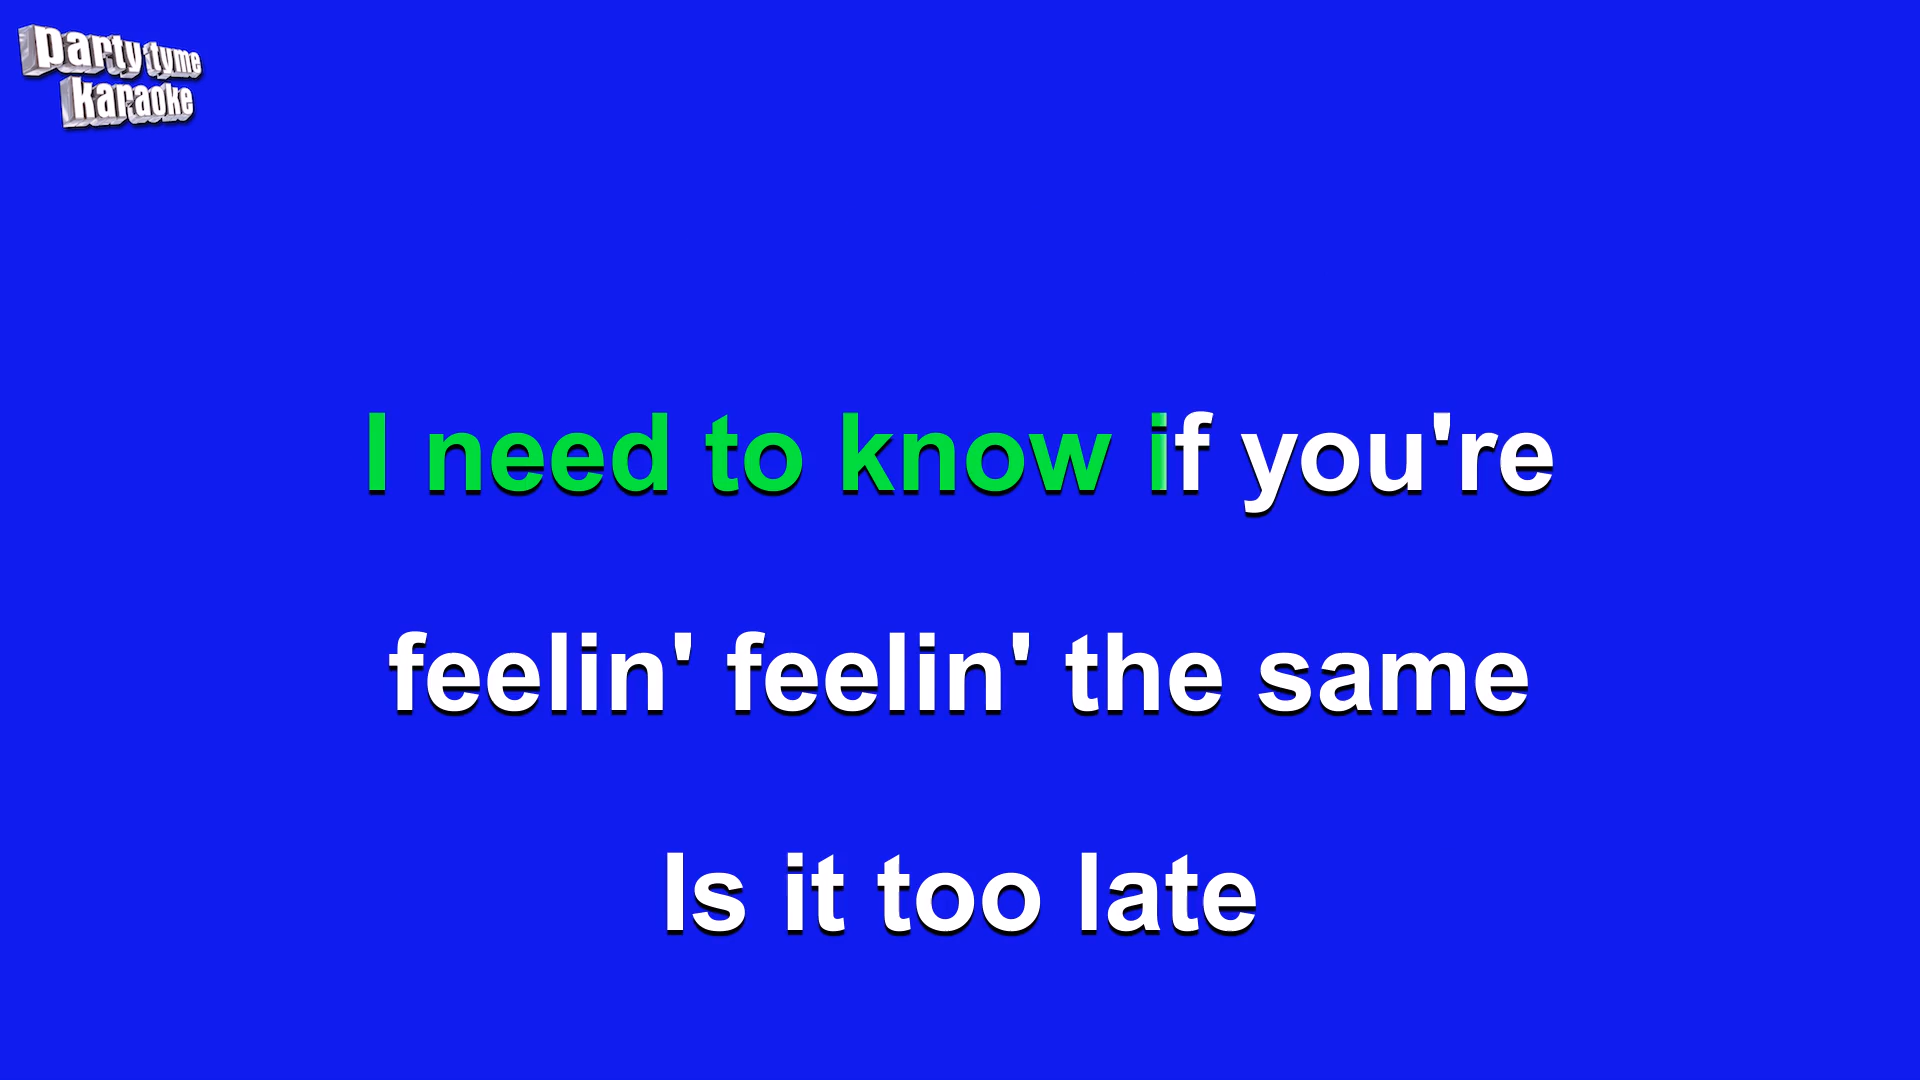 party tyme
karaoke
I need to know if you're
feelin' feelin' the same
Is it too late